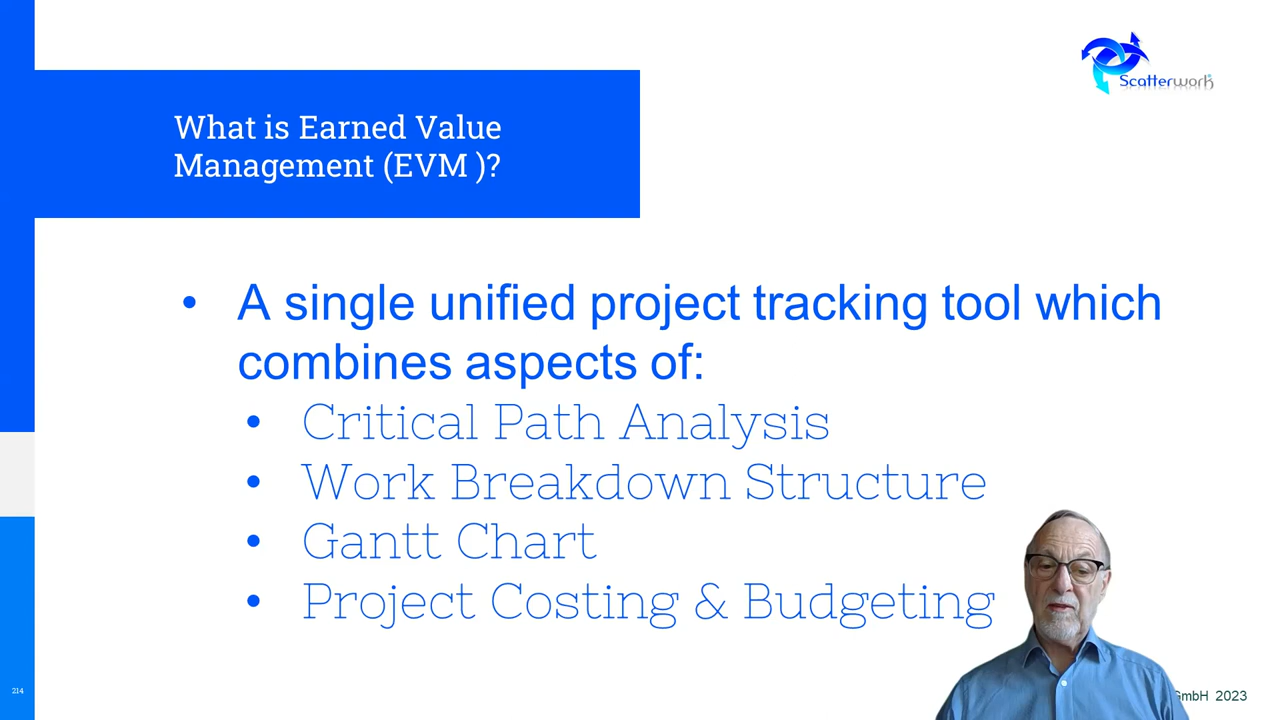 Scatterwork
What is Earned Value
Management (EVM )?
• A single unified project tracking tool which
combines aspects of:
• Critical Path Analysis
• Work Breakdown Structure
• Gantt Chart
• Project Costing & Budgeting
214
GmbH 2023